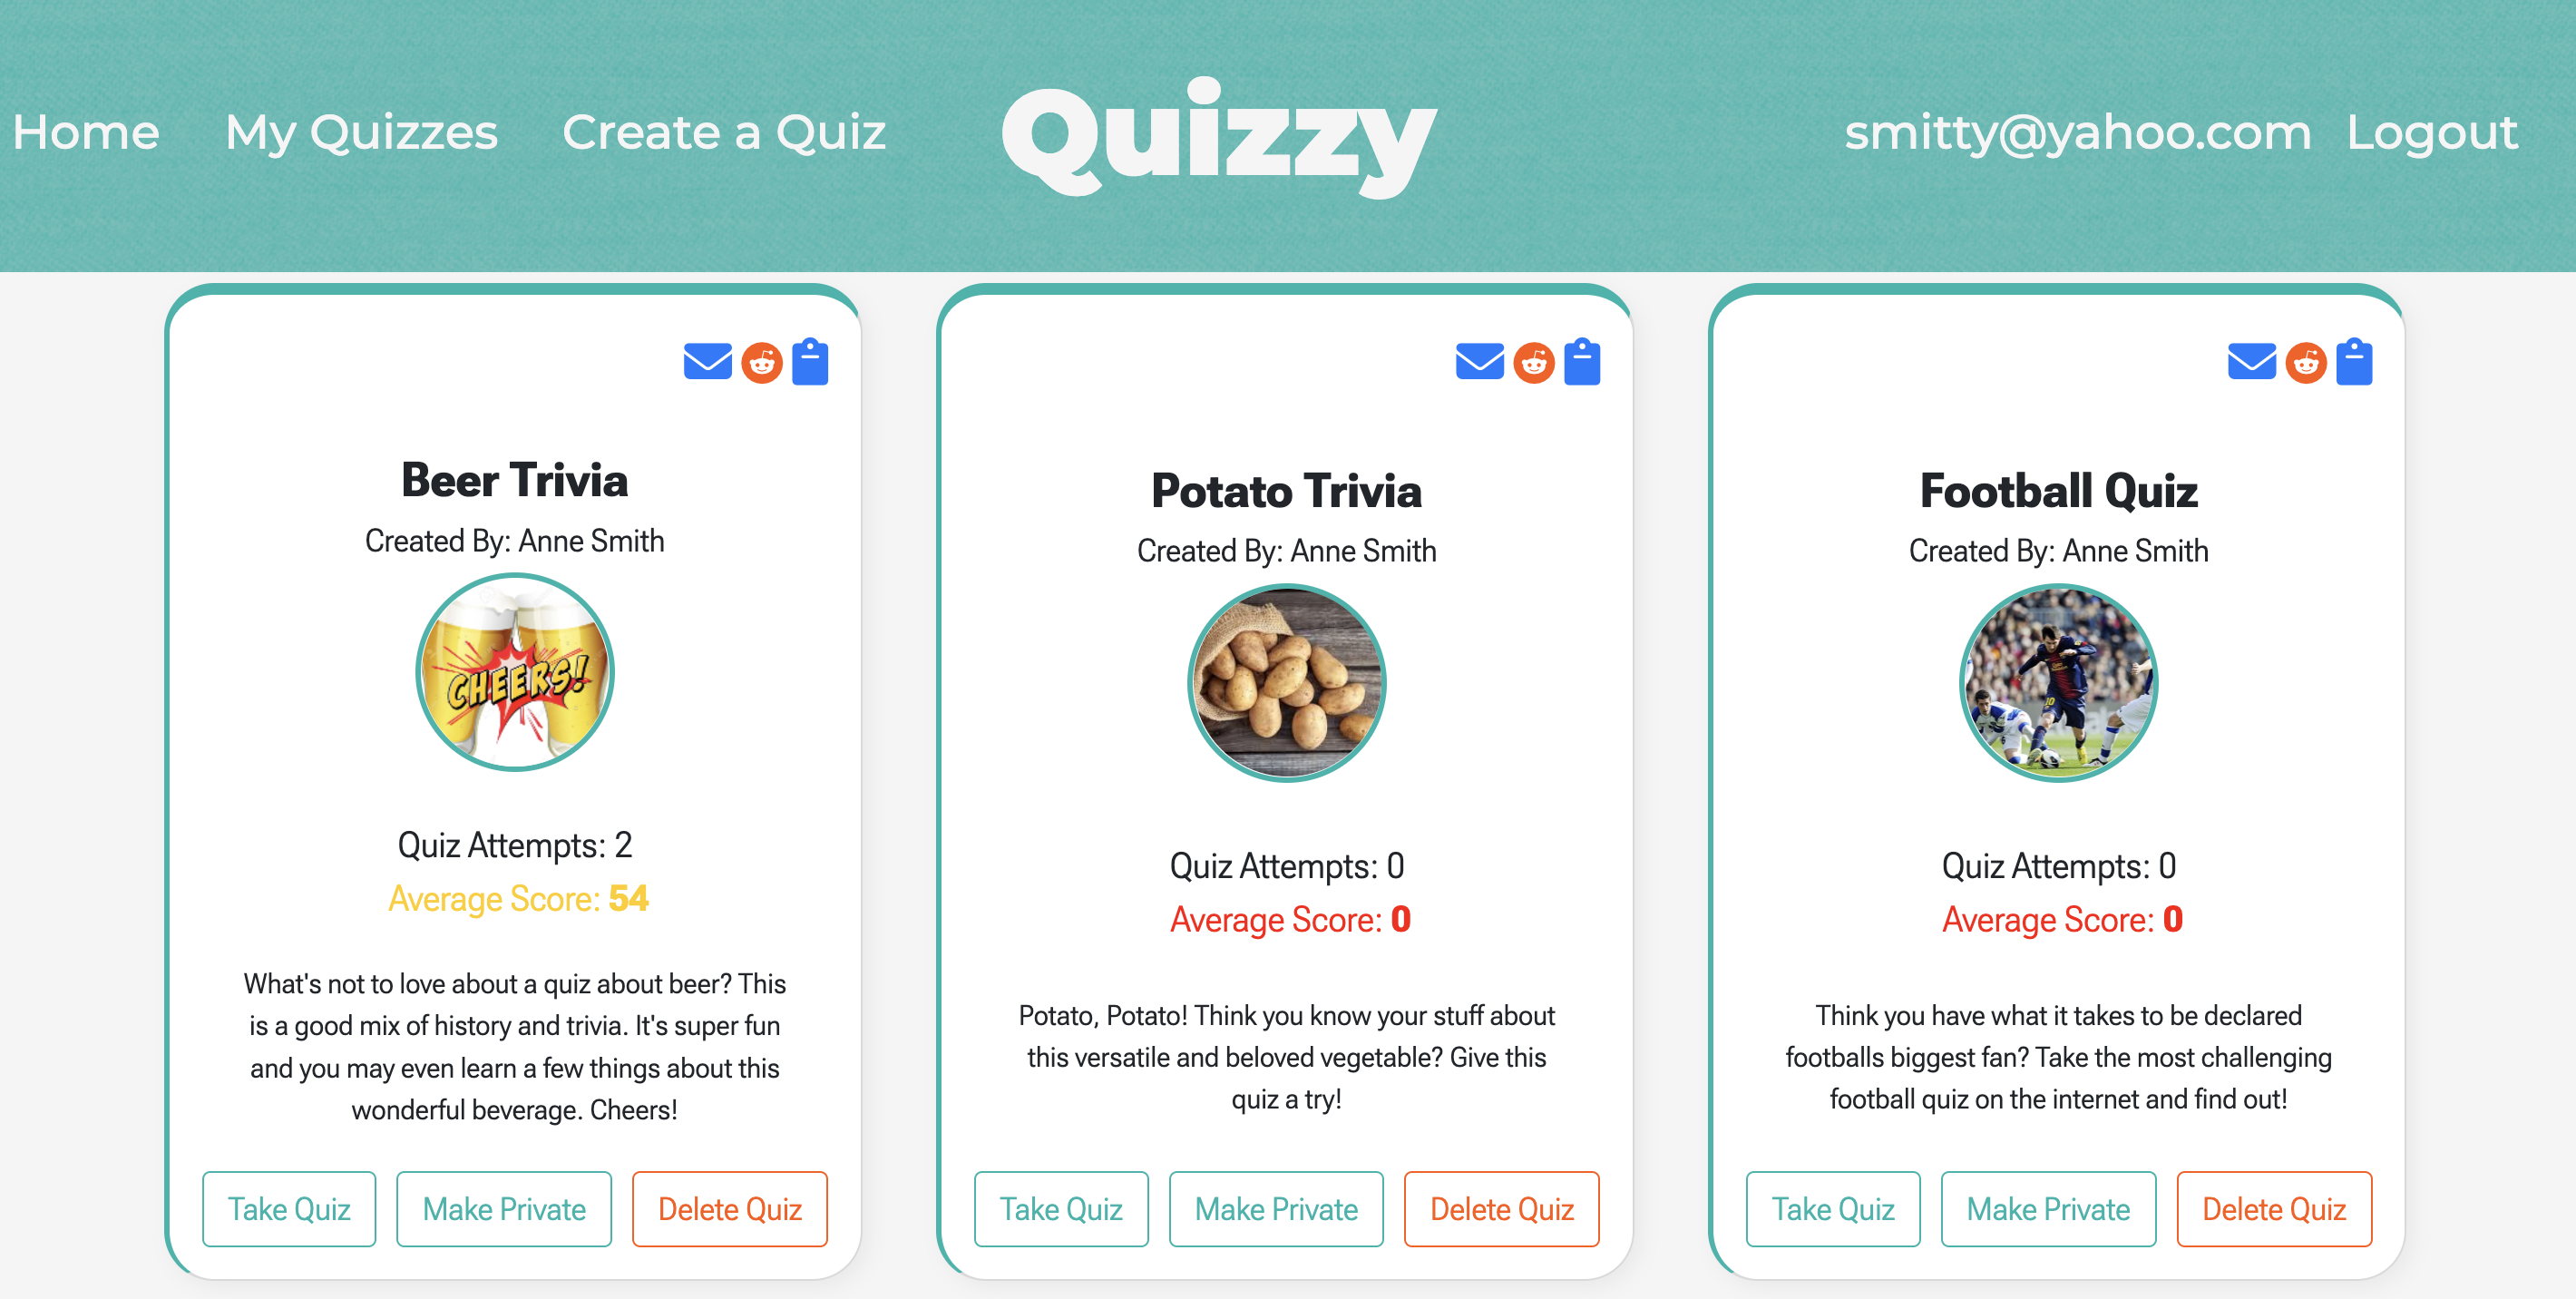 Home My Quizzes Create a Quiz Quizzy smitty@yahoo.com Logout
Beer Trivia
Created By: Anne Smith
CHEERS!
Quiz Attempts: 2
Average Score: 54
What's not to love about a quiz about beer? This
is a good mix of history and trivia. It's super fun
and you may even learn a few things about this
wonderful beverage. Cheers!
Take Quiz Make Private Delete Quiz
Potato Trivia
Created By: Anne Smith
Quiz Attempts: 0
Average Score: 0
Potato, Potato! Think you know your stuff about
this versatile and beloved vegetable? Give this
quiz a try!
Take Quiz Make Private Delete Quiz
Football Quiz
Created By: Anne Smith
10
Quiz Attempts: 0
Average Score: 0
Think you have what it takes to be declared
footballs biggest fan? Take the most challenging
football quiz on the internet and find out!
Take Quiz Make Private Delete Quiz